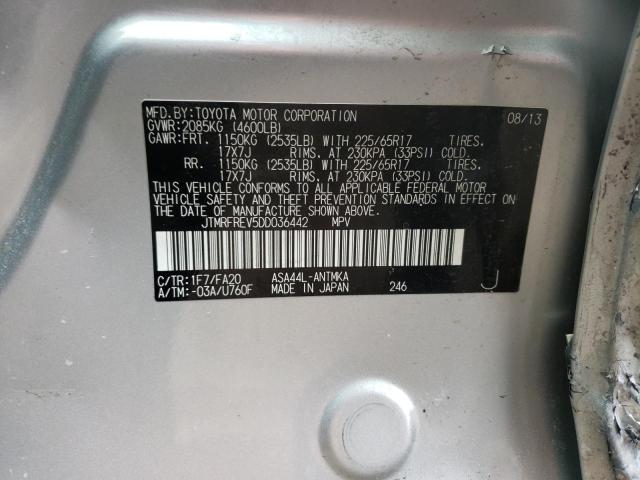 MFD.BY:TOYOTA MOTOR CORPORATION 08/13
GVWR:2085KG (4600LB)
GAWR:FRT. 1150KG (2535LB) WITH 225/65R17 TIRES.
17X7J RIMS. AT 230KPA (33PSI) COLD.
RR. 1150KG (2535LB) WITH 225/65R17 TIRES.
17X7J RIMS. AT 230KPA (33PSI) COLD.
THIS VEHICLE CONFORMS TO ALL APPLICABLE FEDERAL MOTOR
VEHICLE SAFETY AND THEFT PREVENTION STANDARDS IN EFFECT ON
THE DATE OF MANUFACTURE SHOWN ABOVE.
JTMRFREV5DD036442 MPV
C/TR:1F7/FA20 ASA44L-ANTMKA
A/TM:-03A/U760F MADE IN JAPAN 246 J